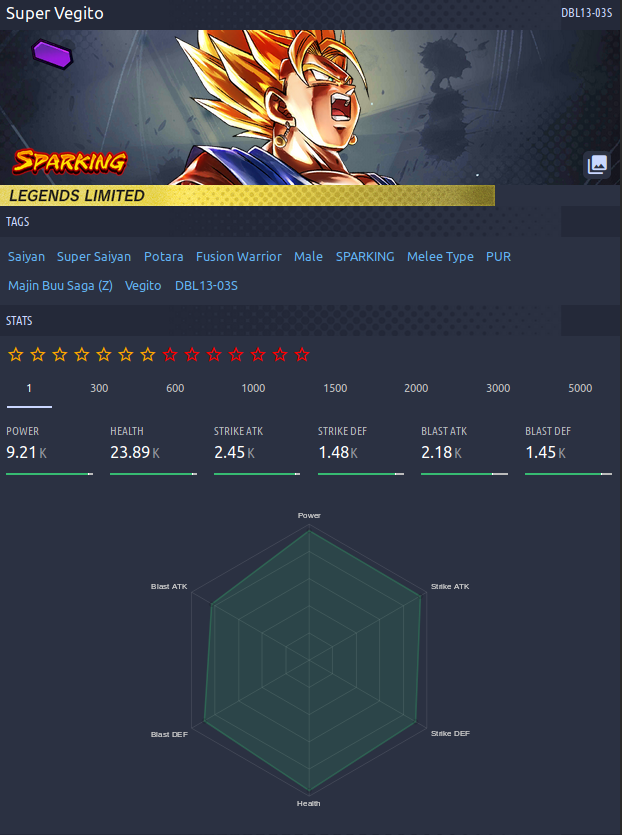 Super Vegito DBL13-03S
SPARKING
LEGENDS LIMITED
TAGS
Saiyan Super Saiyan Potara Fusion Warrior Male SPARKING Melee Type PUR
Majin Buu Saga (Z) Vegito DBL13-03S
STATS
1 300 600 1000 1500 2000 3000 5000
POWER HEALTH STRIKE ATK STRIKE DEF BLAST ATK BLAST DEF
9.21 K 23.89 K 2.45 K 1.48 K 2.18 K 1.45 K
Power
Blast ATK Strike ATK
Blast DEF Strike DEF
Health